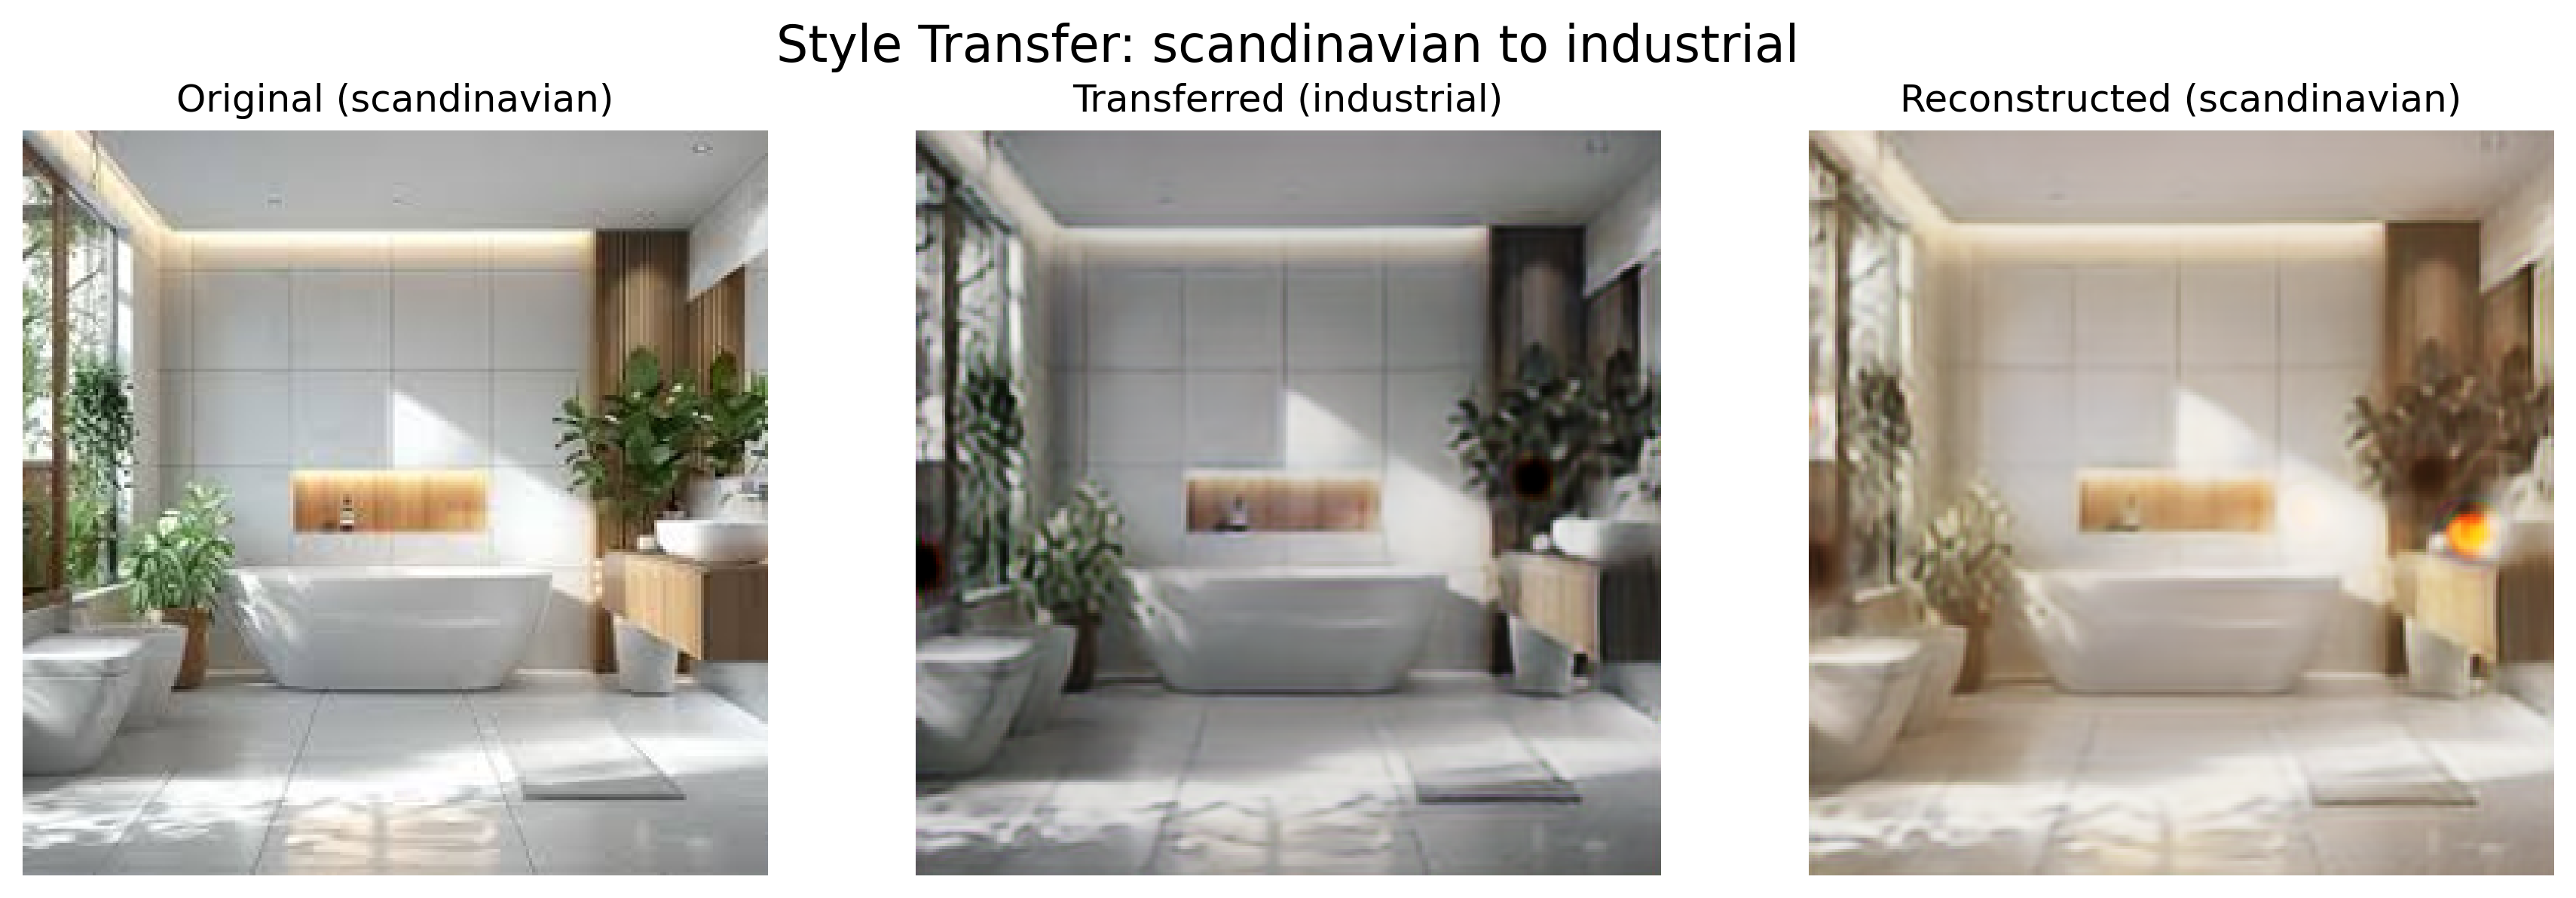 Style Transfer: scandinavian to industrial
Original (scandinavian)
Transferred (industrial)
Reconstructed (scandinavian)